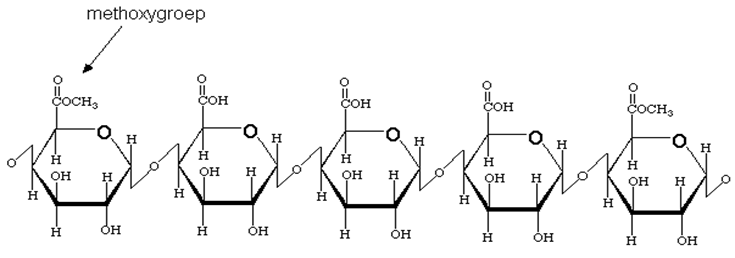 methoxygroep
O O O O O
COCH₃ COH COH COH COCH₃
O H O H O H O H O H
H H H H H
O O O O O O
OH H OH H OH H OH H OH H
H H H H H
H OH H OH H OH H OH H OH